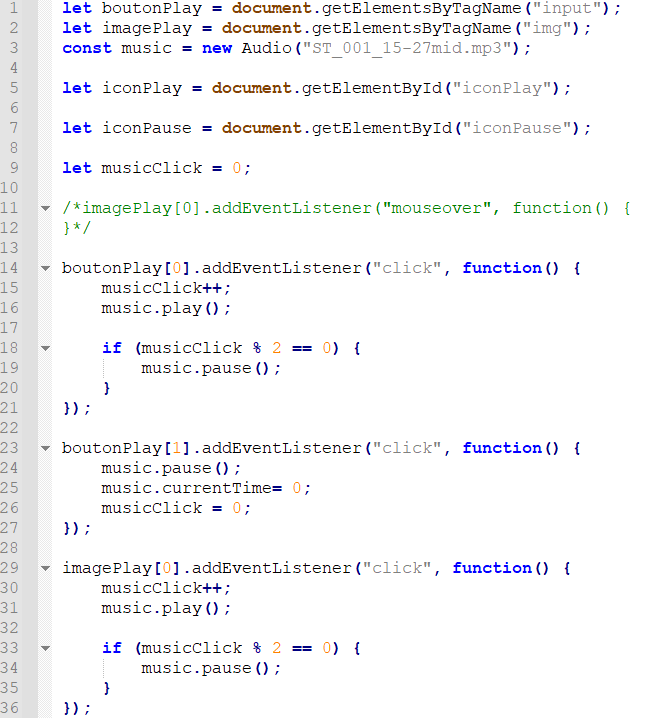 1 let boutonPlay = document.getElementsByTagName("input");
2 let imagePlay = document.getElementsByTagName("img");
3 const music = new Audio("ST_001_15-27mid.mp3");
4
5 let iconPlay = document.getElementById("iconPlay");
6
7 let iconPause = document.getElementById("iconPause");
8
9 let musicClick = 0;
10
11 /*imagePlay[0].addEventListener("mouseover", function() {
12 }*/
13
14 boutonPlay[0].addEventListener("click", function() {
15 musicClick++;
16 music.play();
17
18 if (musicClick % 2 == 0) {
19 music.pause();
20 }
21 });
22
23 boutonPlay[1].addEventListener("click", function() {
24 music.pause();
25 music.currentTime= 0;
26 musicClick = 0;
27 });
28
29 imagePlay[0].addEventListener("click", function() {
30 musicClick++;
31 music.play();
32
33 if (musicClick % 2 == 0) {
34 music.pause();
35 }
36 });